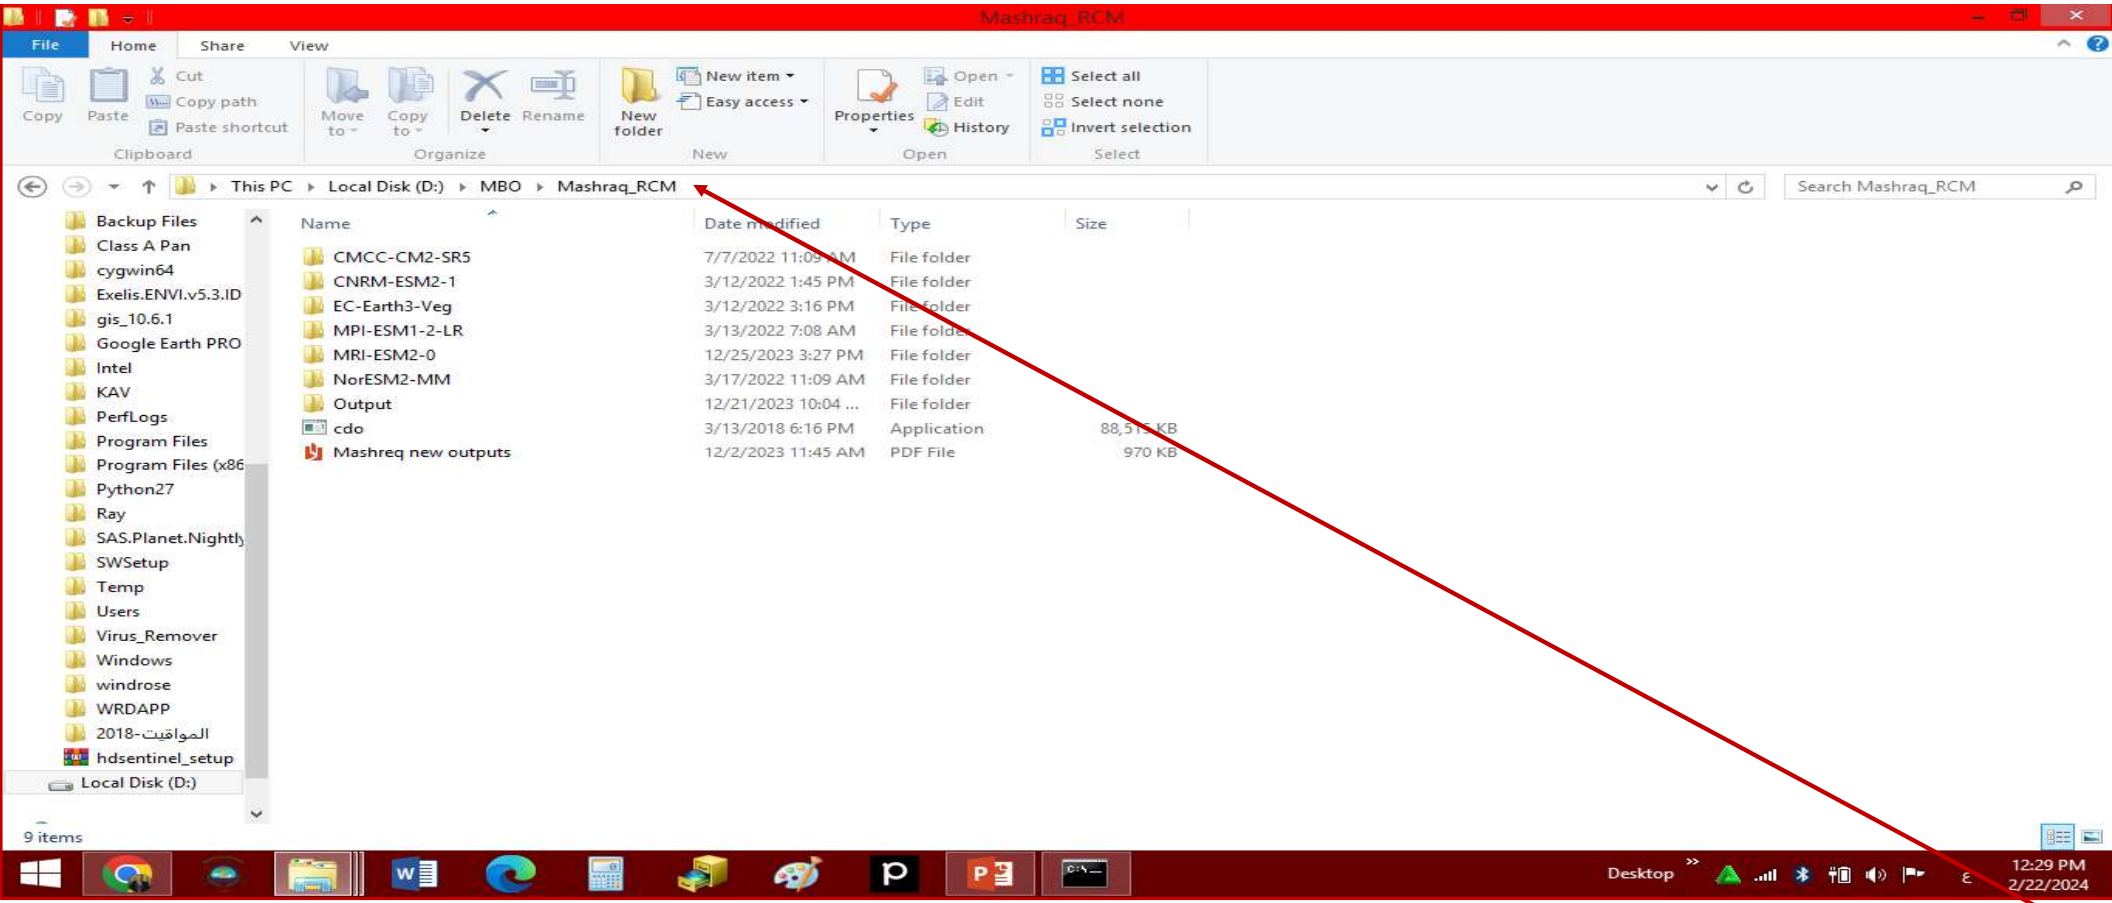 Mashraq_RCM
File Home Share View
Copy
Paste
Cut
Copy path
Paste shortcut
Clipboard
Move to
Copy to
Delete
Rename
Organize
New folder
New item
Easy access
New
Properties
Open
Edit
History
Open
Select all
Select none
Invert selection
Select
This PC Local Disk (D:) MBO Mashraq_RCM
Search Mashraq_RCM
Backup Files
Class A Pan
cygwin64
Exelis.ENVI.v5.3.ID
gis_10.6.1
Google Earth PRO
Intel
KAV
PerfLogs
Program Files
Program Files (x86
Python27
Ray
SAS.Planet.Nightly
SWSetup
Temp
Users
Virus_Remover
Windows
windrose
WRDAPP
المواقيت-2018
hdsentinel_setup
Local Disk (D:)
Name Date modified Type Size
CMCC-CM2-SR5 7/7/2022 11:09 AM File folder
CNRM-ESM2-1 3/12/2022 1:45 PM File folder
EC-Earth3-Veg 3/12/2022 3:16 PM File folder
MPI-ESM1-2-LR 3/13/2022 7:08 AM File folder
MRI-ESM2-0 12/25/2023 3:27 PM File folder
NorESM2-MM 3/17/2022 11:09 AM File folder
Output 12/21/2023 10:04 ... File folder
cdo 3/13/2018 6:16 PM Application 88,515 KB
Mashreq new outputs 12/2/2023 11:45 AM PDF File 970 KB
9 items
Desktop
ع
12:29 PM
2/22/2024